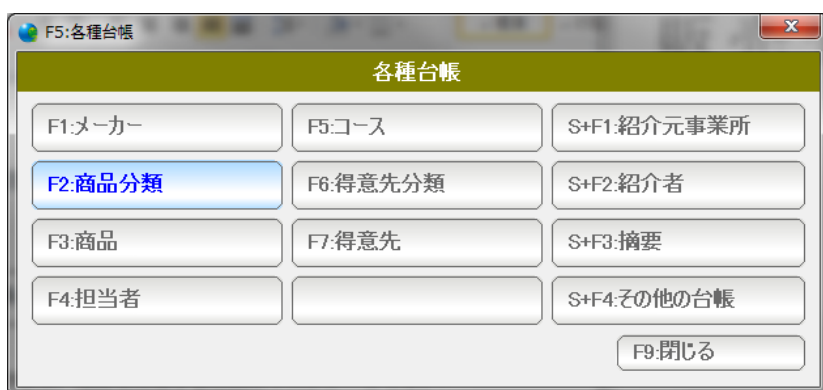 F5:各種台帳
各種台帳
F1:メーカー
F5:コース
S+F1:紹介元事業所
F2:商品分類
F6:得意先分類
S+F2:紹介者
F3:商品
F7:得意先
S+F3:摘要
F4:担当者
S+F4:その他の台帳
F9:閉じる